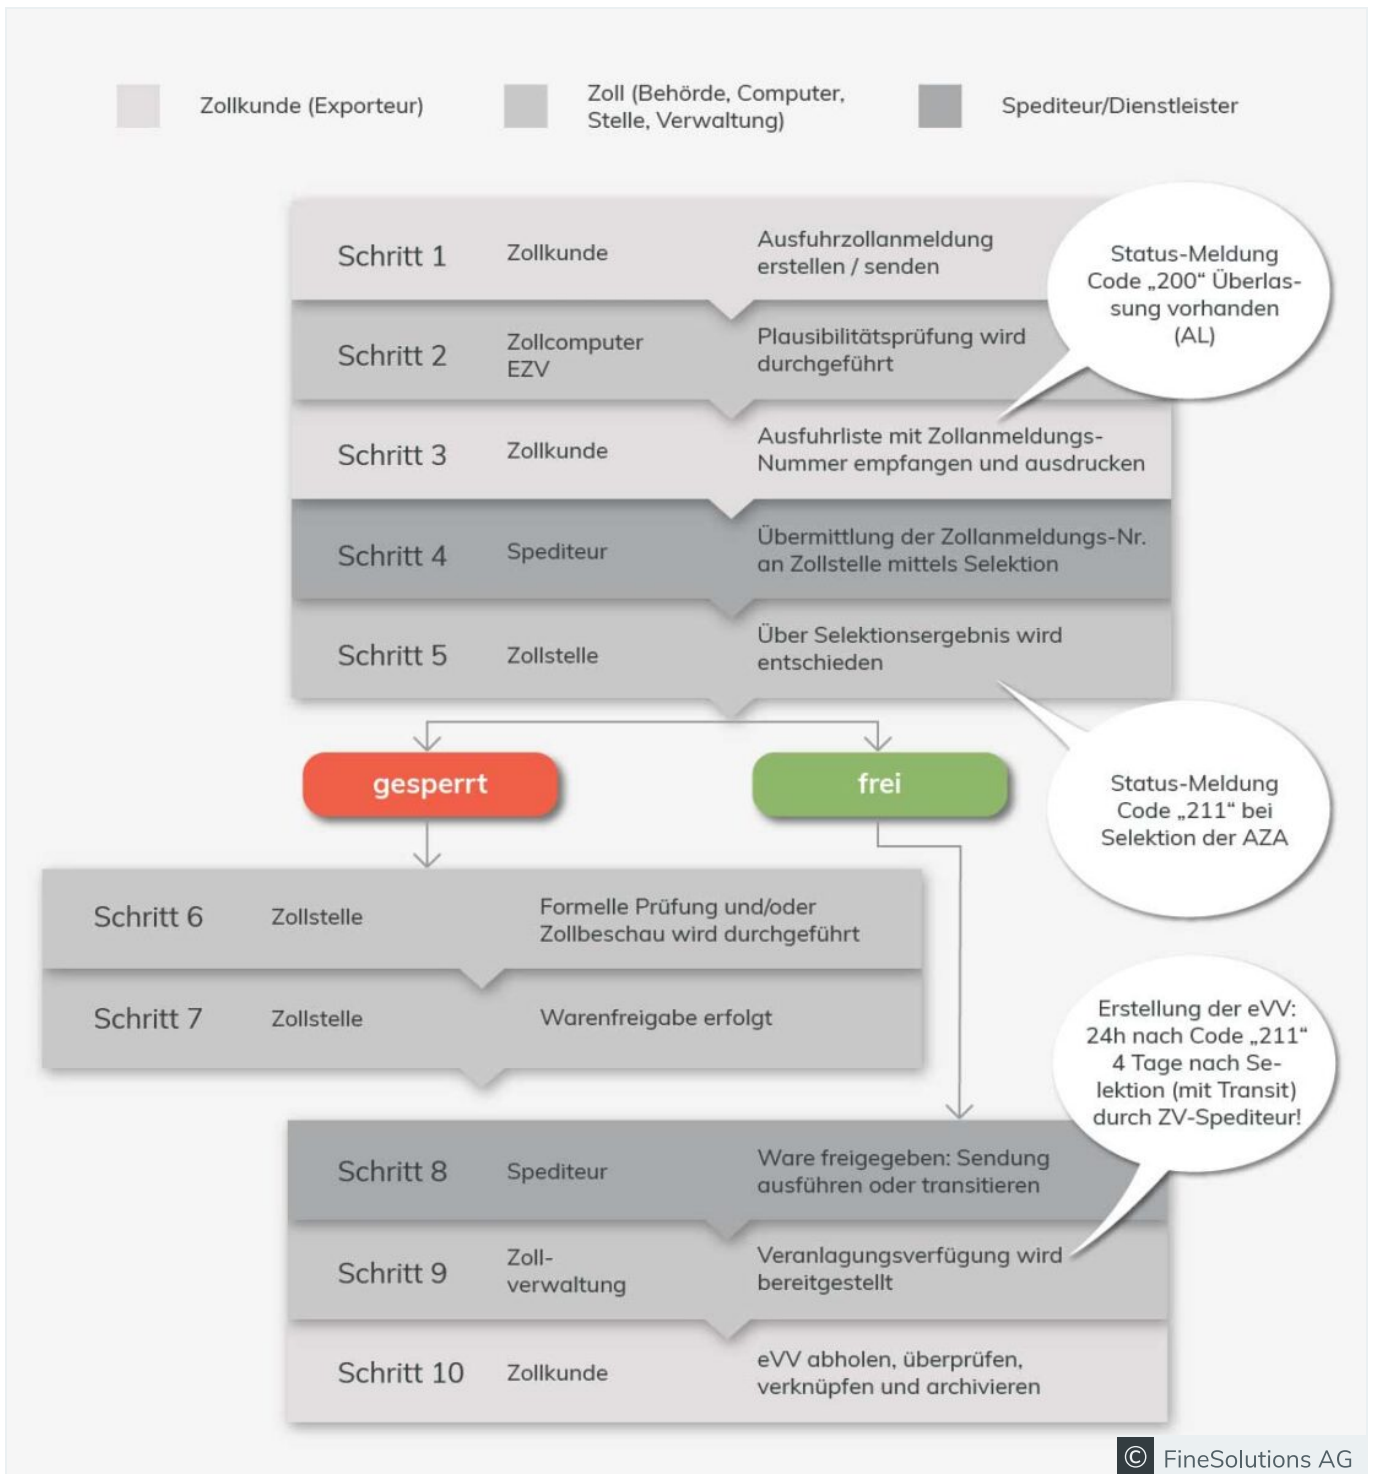 Zollkunde (Exporteur)
Zoll (Behörde, Computer,
Stelle, Verwaltung)
Spediteur/Dienstleister
Schritt 1
Zollkunde
Ausfuhrzollanmeldung
erstellen / senden
Status-Meldung
Code „200“ Überlas-
sung vorhanden
(AL)
Schritt 2
Zollcomputer
EZV
Plausibilitätsprüfung wird
durchgeführt
Schritt 3
Zollkunde
Ausfuhrliste mit Zollanmeldungs-
Nummer empfangen und ausdrucken
Schritt 4
Spediteur
Übermittlung der Zollanmeldungs-Nr.
an Zollstelle mittels Selektion
Schritt 5
Zollstelle
Über Selektionsergebnis wird
entschieden
gesperrt
frei
Status-Meldung
Code „211“ bei
Selektion der AZA
Schritt 6
Zollstelle
Formelle Prüfung und/oder
Zollbeschau wird durchgeführt
Schritt 7
Zollstelle
Warenfreigabe erfolgt
Erstellung der eVV:
24h nach Code „211“
4 Tage nach Se-
lektion (mit Transit)
durch ZV-Spediteur!
Schritt 8
Spediteur
Ware freigegeben: Sendung
ausführen oder transitieren
Schritt 9
Zoll-
verwaltung
Veranlagungsverfügung wird
bereitgestellt
Schritt 10
Zollkunde
eVV abholen, überprüfen,
verknüpfen und archivieren
© FineSolutions AG